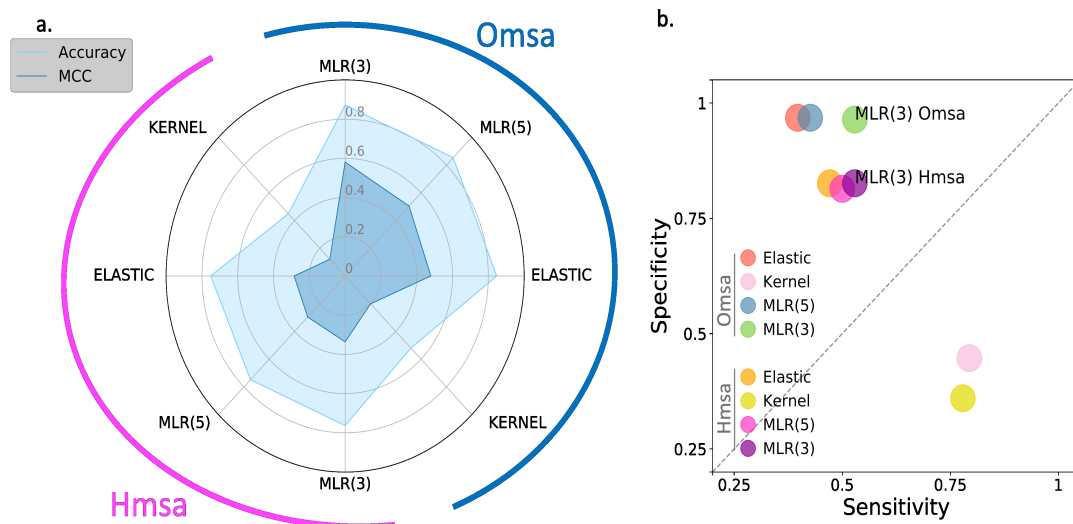 a.
Omsa
Accuracy
MCC
MLR(3)
MLR(5)
KERNEL
0.8
0.6
0.4
0.2
0
ELASTIC
ELASTIC
MLR(5)
KERNEL
MLR(3)
Hmsa
b.
1
0.75
0.5
0.25
Specificity
MLR(3) Omsa
MLR(3) Hmsa
Omsa
Elastic
Kernel
MLR(5)
MLR(3)
Hmsa
Elastic
Kernel
MLR(5)
MLR(3)
0.25
0.5
0.75
1
Sensitivity